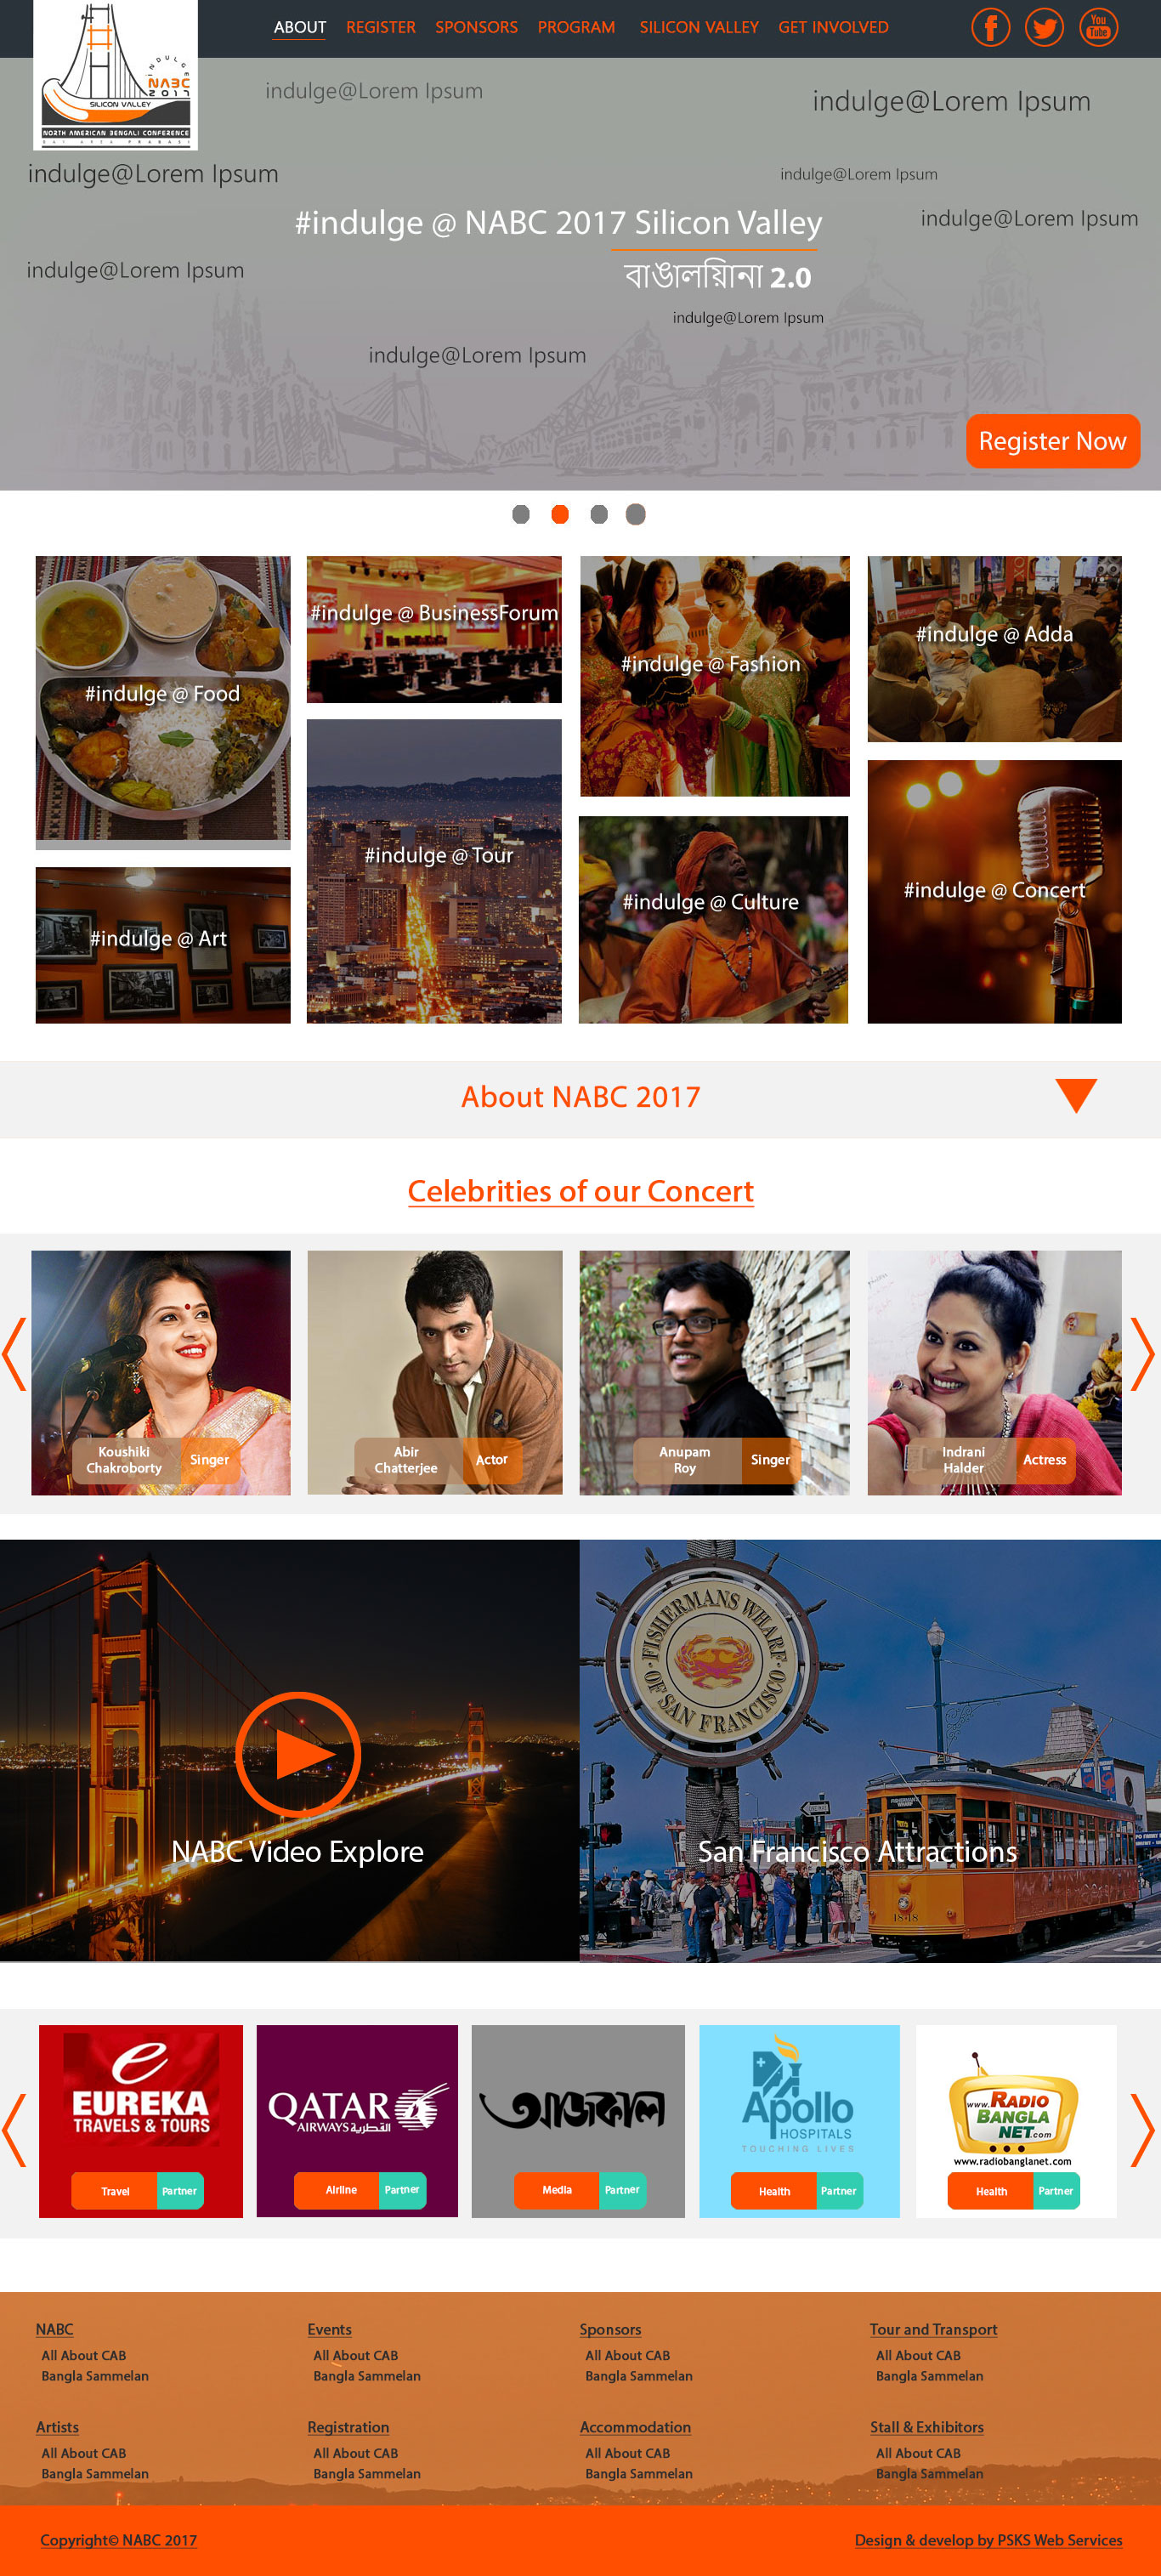 ABOUT REGISTER SPONSORS PROGRAM SILICON VALLEY GET INVOLVED
You
Tube
INDULGE
NABC
2017
SILICON VALLEY
NORTH AMERICAN BENGALI CONFERENCE
indulge@Lorem Ipsum
indulge@Lorem Ipsum
indulge@Lorem Ipsum
indulge@Lorem Ipsum
#indulge @ NABC 2017 Silicon Valley
indulge@Lorem Ipsum
indulge@Lorem Ipsum
বাঙালিয়ানা 2.0
indulge@Lorem Ipsum
indulge@Lorem Ipsum
Register Now
#indulge @ Food
#indulge @ BusinessForum
#indulge @ Fashion
#indulge @ Adda
#indulge @ Art
#indulge @ Tour
#indulge @ Culture
#indulge @ Concert
About NABC 2017
Celebrities of our Concert
Koushiki
Chakroborty
Singer
Abir
Chatterjee
Actor
Anupam
Roy
Singer
Indrani
Halder
Actress
NABC Video Explore
FISHERMENS WHARF
OF SAN FRANCISCO
ONE WAY
1848
San Francisco Attractions
e
EUREKA
TRAVELS & TOURS
Travel Partner
QATAR
AIRWAYS القطرية
Airline Partner
আজকাল
Media Partner
Apollo
HOSPITALS
TOUCHING LIVES
Health Partner
www.RADIO
BANGLA
NET.com
www.radiobanglanet.com
Health Partner
NABC
All About CAB
Bangla Sammelan
Events
All About CAB
Bangla Sammelan
Sponsors
All About CAB
Bangla Sammelan
Tour and Transport
All About CAB
Bangla Sammelan
Artists
All About CAB
Bangla Sammelan
Registration
All About CAB
Bangla Sammelan
Accommodation
All About CAB
Bangla Sammelan
Stall & Exhibitors
All About CAB
Bangla Sammelan
Copyright© NABC 2017
Design & develop by PSKS Web Services